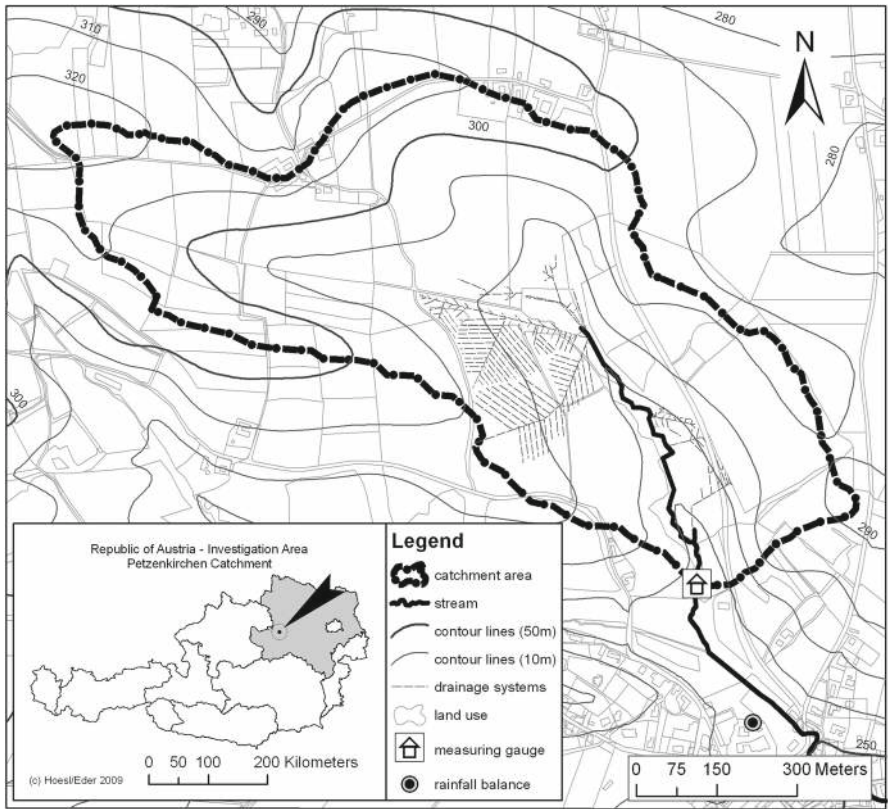 280
290
310
N
320
300
280
300
290
Republic of Austria - Investigation Area
Petzenkirchen Catchment
0 50 100 200 Kilometers
(c) Hoesl/Eder 2009
Legend
catchment area
stream
contour lines (50m)
contour lines (10m)
drainage systems
land use
measuring gauge
rainfall balance
250
0 75 150 300 Meters